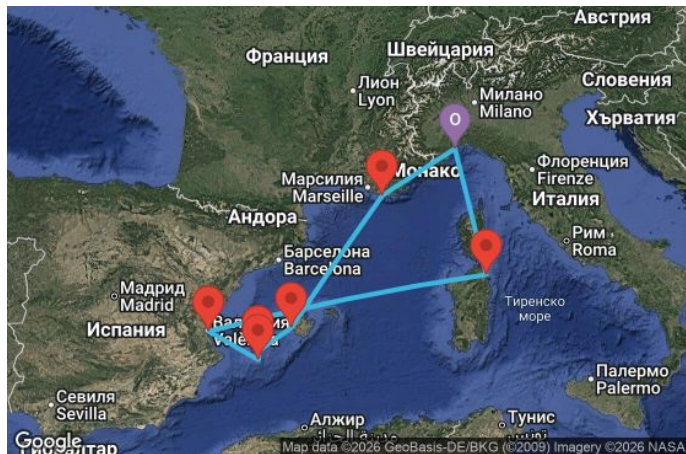 Австрия
Франция
Швейцария
Словения
Лион
Lyon
Милано
Milano
O
Хърватия
Марсилия
Marseille
Монако
Флоренция
Firenze
Италия
Андора
Рим
Roma
Барселона
Barcelona
Мадрид
Madrid
Испания
Тиренско
море
Севиля
Sevilla
Палермо
Palermo
Алжир
Тунис
Google
Map data ©2026 GeoBasis-DE/BKG (©2009) Imagery ©2026 NASA